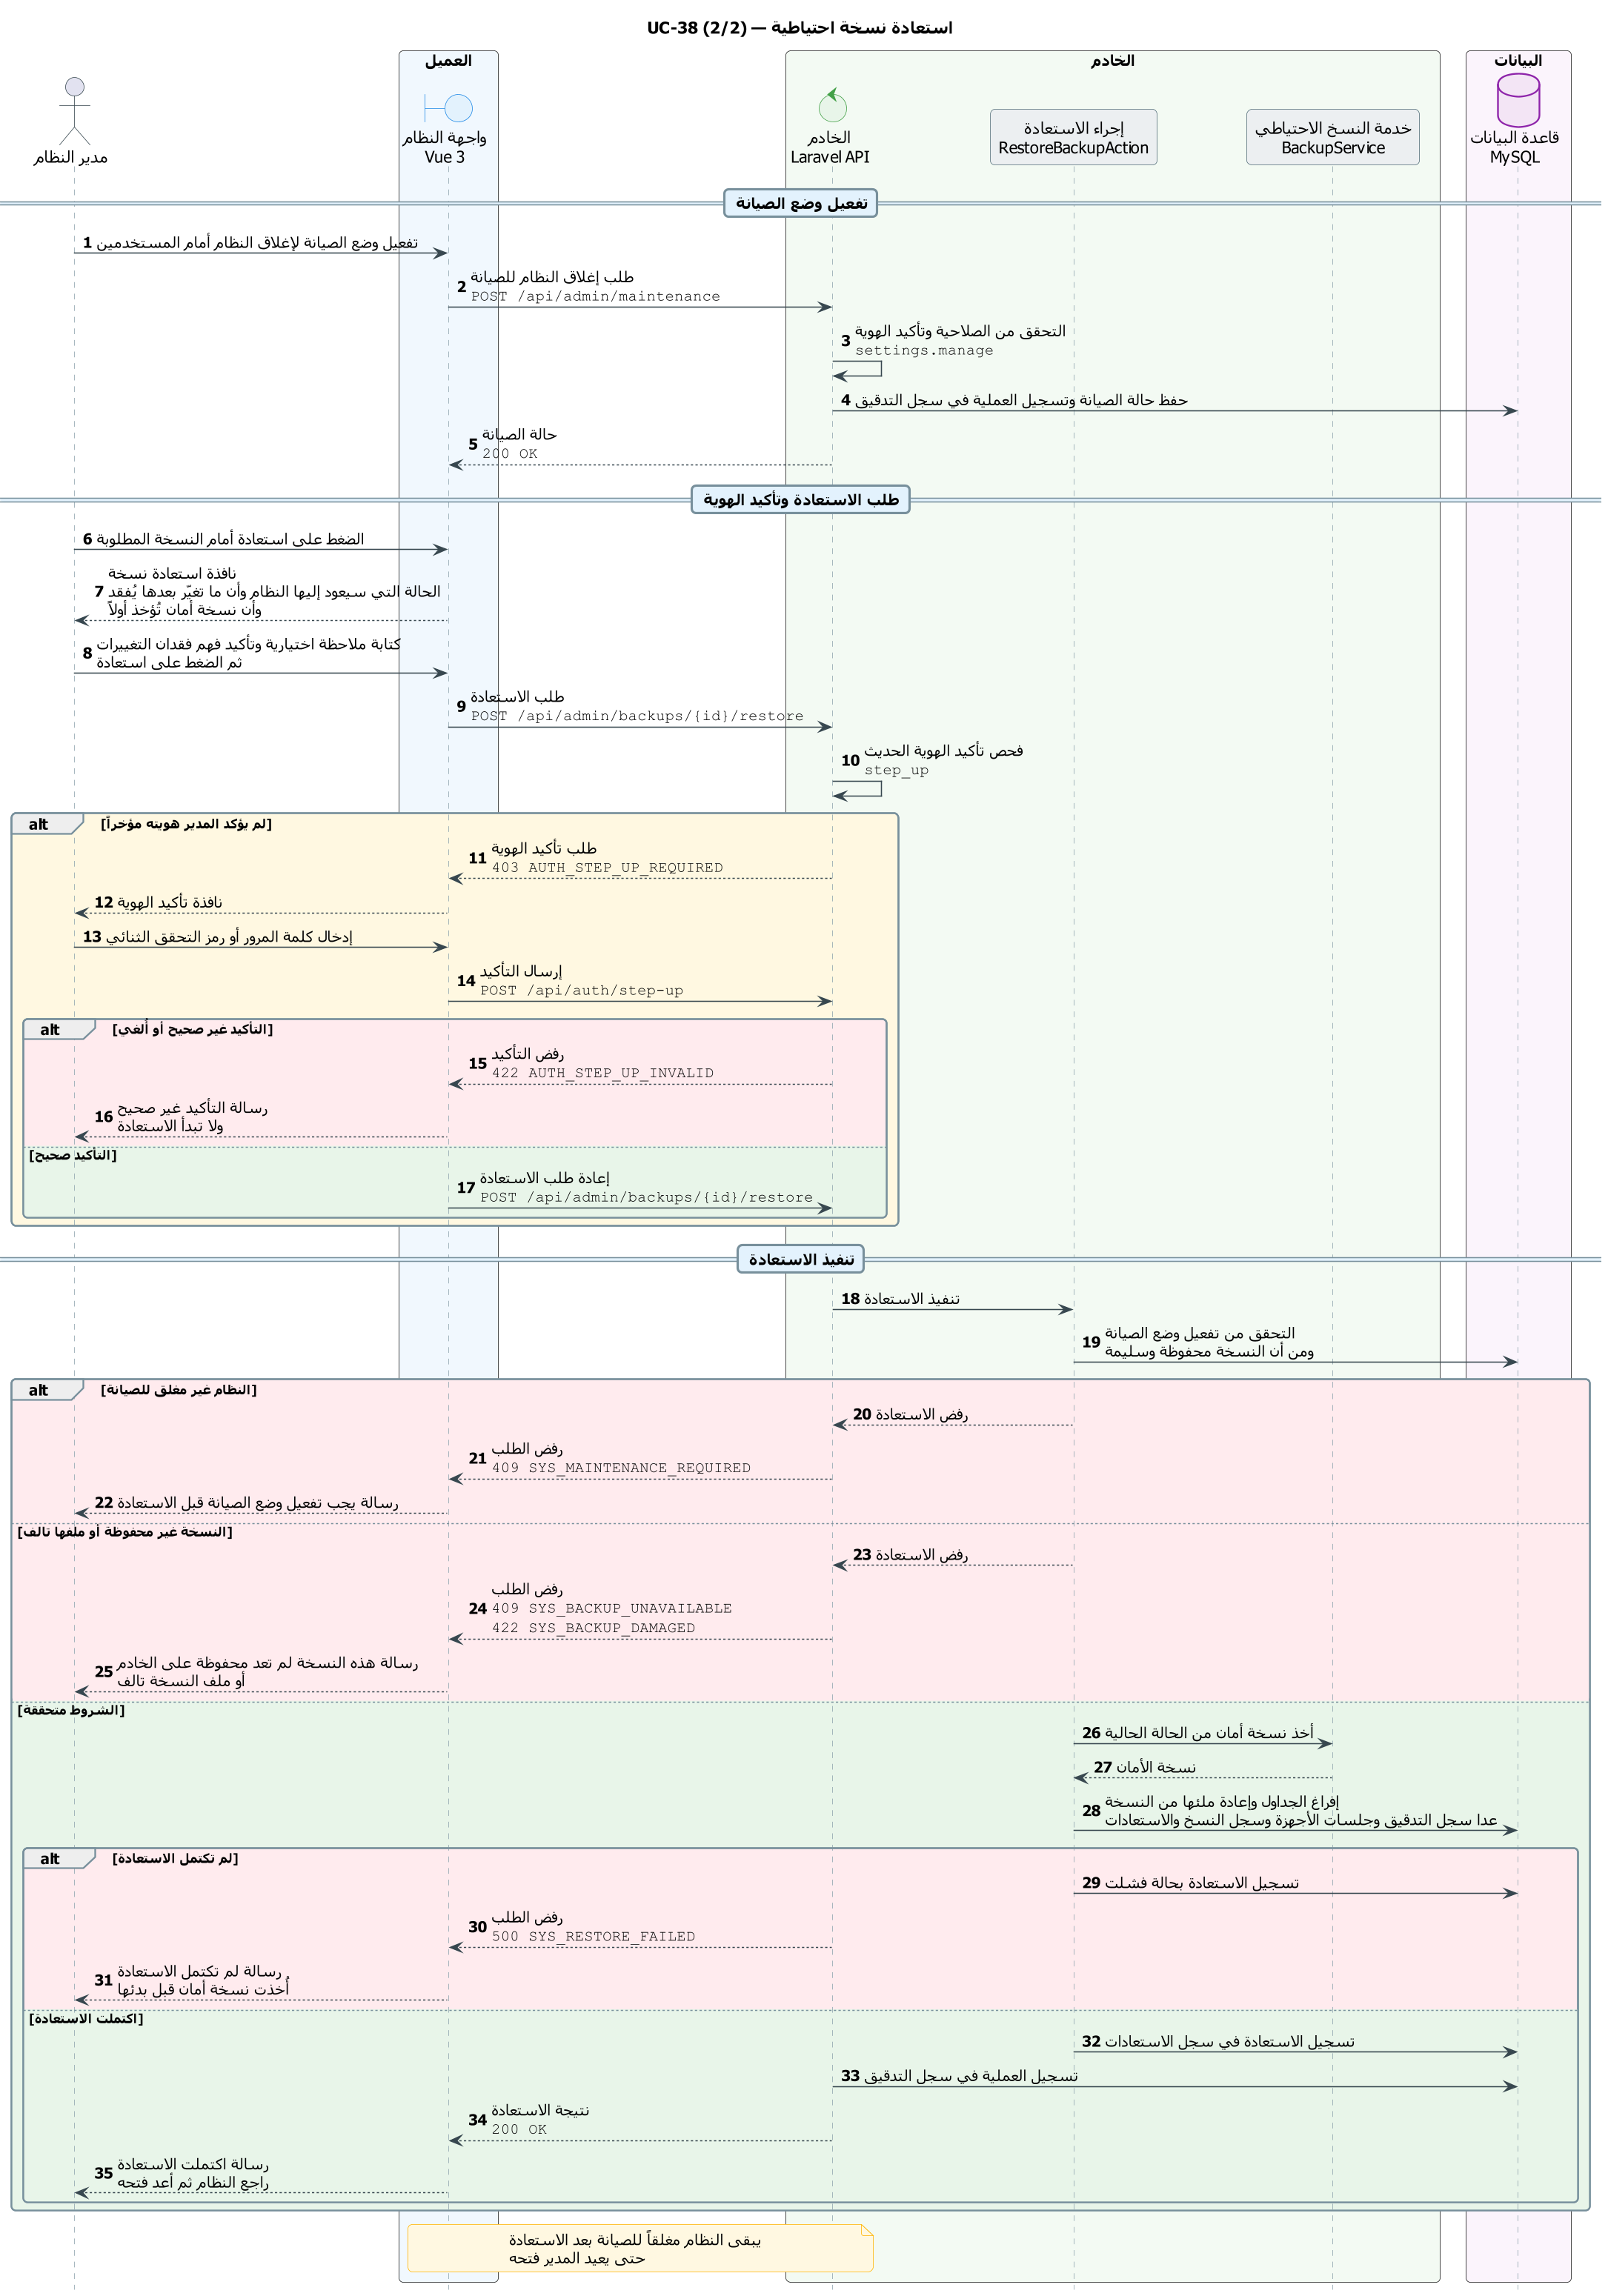 UC-38 (2/2) — استعادة نسخة احتياطية
العميل
الخادم
البيانات
مدير النظام
واجهة النظام
Vue 3
الخادم
Laravel API
إجراء الاستعادة
RestoreBackupAction
خدمة النسخ الاحتياطي
BackupService
قاعدة البيانات
MySQL
تفعيل وضع الصيانة
1 تفعيل وضع الصيانة لإغلاق النظام أمام المستخدمين
2 طلب إغلاق النظام للصيانة
POST /api/admin/maintenance
3 التحقق من الصلاحية وتأكيد الهوية
settings.manage
4 حفظ حالة الصيانة وتسجيل العملية في سجل التدقيق
5 حالة الصيانة
200 OK
طلب الاستعادة وتأكيد الهوية
6 الضغط على استعادة أمام النسخة المطلوبة
نافذة استعادة نسخة
7 الحالة التي سيعود إليها النظام وأن ما تغيّر بعدها يُفقد
وأن نسخة أمان تُؤخذ أولاً
8 كتابة ملاحظة اختيارية وتأكيد فهم فقدان التغييرات
ثم الضغط على استعادة
9 طلب الاستعادة
POST /api/admin/backups/{id}/restore
10 فحص تأكيد الهوية الحديث
step_up
alt [لم يؤكد المدير هويته مؤخراً]
11 طلب تأكيد الهوية
403 AUTH_STEP_UP_REQUIRED
12 نافذة تأكيد الهوية
13 إدخال كلمة المرور أو رمز التحقق الثنائي
14 إرسال التأكيد
POST /api/auth/step-up
alt [التأكيد غير صحيح أو أُلغي]
15 رفض التأكيد
422 AUTH_STEP_UP_INVALID
16 رسالة التأكيد غير صحيح
ولا تبدأ الاستعادة
[التأكيد صحيح]
17 إعادة طلب الاستعادة
POST /api/admin/backups/{id}/restore
تنفيذ الاستعادة
18 تنفيذ الاستعادة
19 التحقق من تفعيل وضع الصيانة
ومن أن النسخة محفوظة وسليمة
alt [النظام غير مغلق للصيانة]
20 رفض الاستعادة
21 رفض الطلب
409 SYS_MAINTENANCE_REQUIRED
22 رسالة يجب تفعيل وضع الصيانة قبل الاستعادة
[النسخة غير محفوظة أو ملفها تالف]
23 رفض الاستعادة
رفض الطلب
24 409 SYS_BACKUP_UNAVAILABLE
422 SYS_BACKUP_DAMAGED
25 رسالة هذه النسخة لم تعد محفوظة على الخادم
أو ملف النسخة تالف
[الشروط متحققة]
26 أخذ نسخة أمان من الحالة الحالية
27 نسخة الأمان
28 إفراغ الجداول وإعادة ملئها من النسخة
عدا سجل التدقيق وجلسات الأجهزة وسجل النسخ والاستعادات
alt [لم تكتمل الاستعادة]
29 تسجيل الاستعادة بحالة فشلت
30 رفض الطلب
500 SYS_RESTORE_FAILED
31 رسالة لم تكتمل الاستعادة
أُخذت نسخة أمان قبل بدئها
[اكتملت الاستعادة]
32 تسجيل الاستعادة في سجل الاستعادات
33 تسجيل العملية في سجل التدقيق
34 نتيجة الاستعادة
200 OK
35 رسالة اكتملت الاستعادة
راجع النظام ثم أعد فتحه
يبقى النظام مغلقاً للصيانة بعد الاستعادة
حتى يعيد المدير فتحه